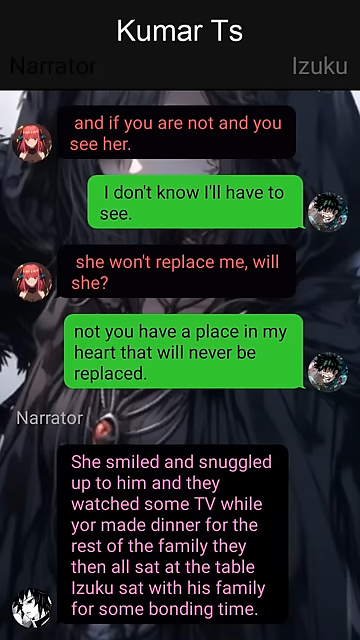 Kumar Ts
Narrator
Izuku
and if you are not and you
see her.
I don't know I'll have to
see.
she won't replace me, will
she?
not you have a place in my
heart that will never be
replaced.
Narrator
She smiled and snuggled
up to him and they
watched some TV while
yor made dinner for the
rest of the family they
then all sat at the table
Izuku sat with his family
for some bonding time.